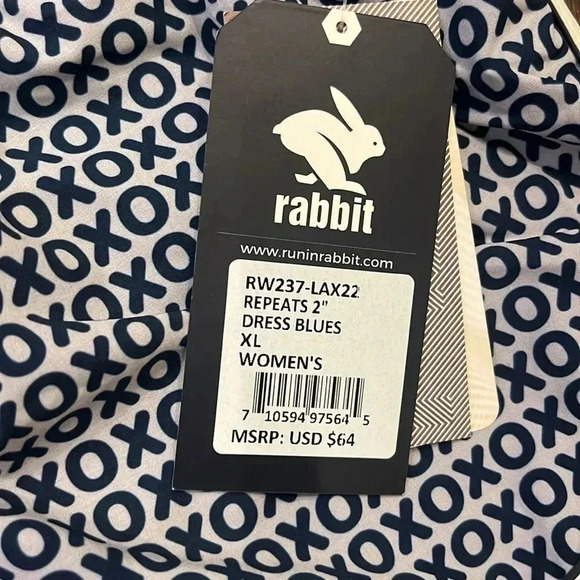 rabbit
www.runinrabbit.com
RW237-LAX22
REPEATS 2"
DRESS BLUES
XL
WOMEN'S
7 10594 97564 5
MSRP: USD $64